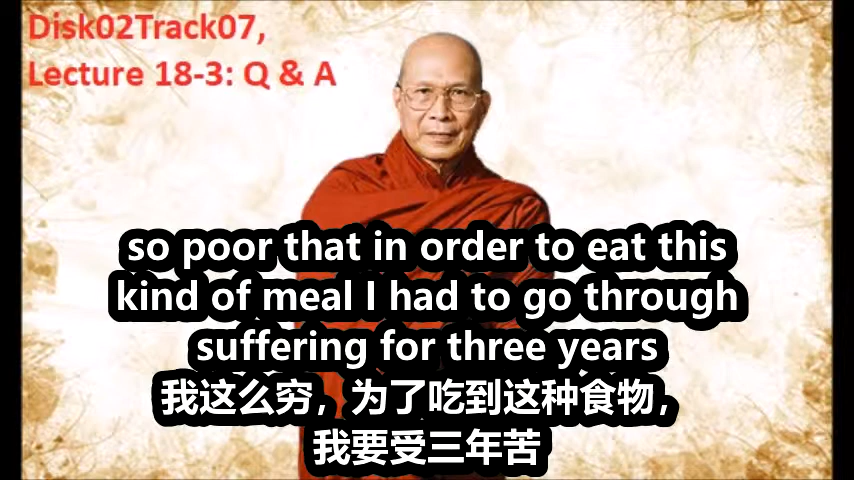 Disk02Track07,
Lecture 18-3: Q & A
so poor that in order to eat this
kind of meal I had to go through
suffering for three years
我这么穷，为了吃到这种食物，
我要受三年苦